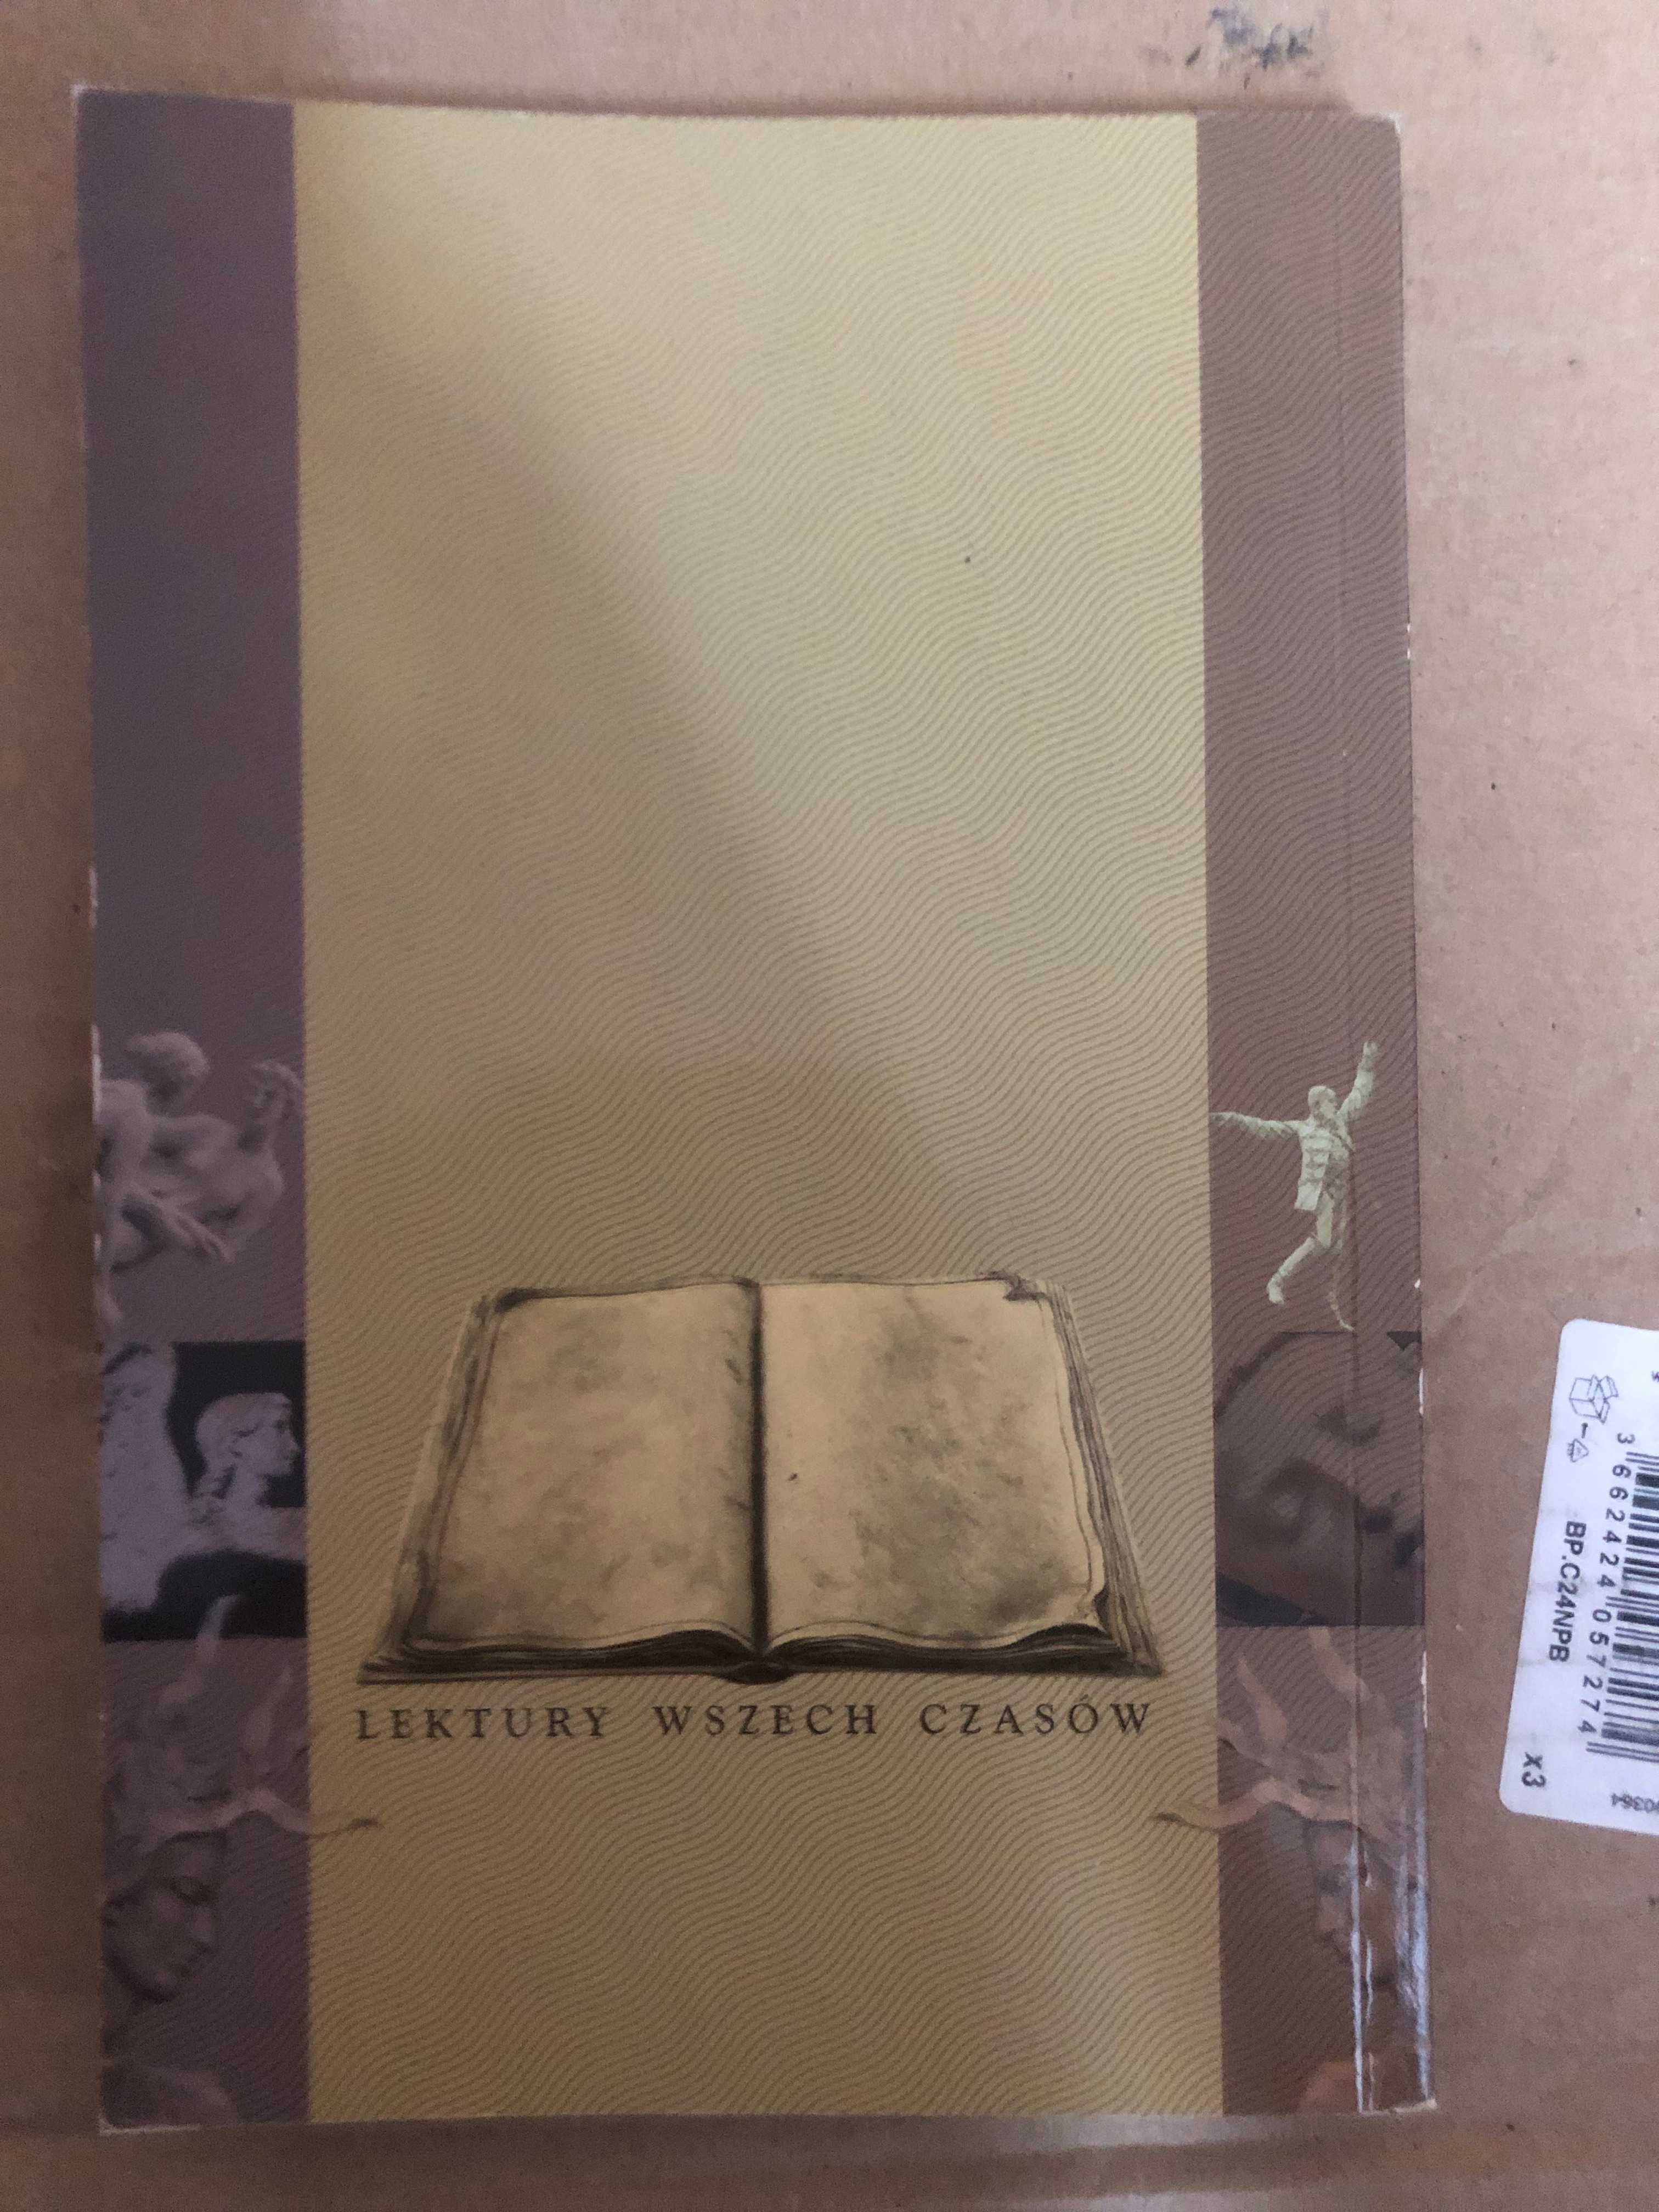 LEKTURY WSZECH CZASÓW
3 662424 057274
BP.C24NPB
X3